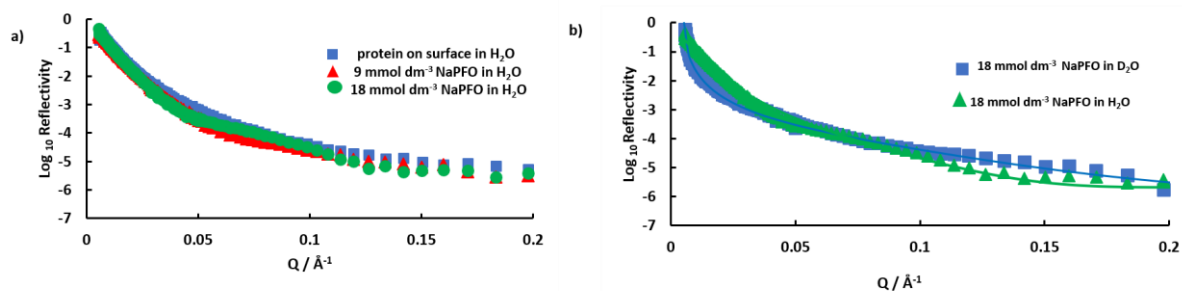 a)
Log 10 Reflectivity
0
-1
-2
-3
-4
-5
-6
-7
protein on surface in H2O
9 mmol dm-3 NaPFO in H2O
18 mmol dm-3 NaPFO in H2O
0
0.05
0.1
0.15
0.2
Q / Å-1
b)
Log 10 Reflectivity
0
-1
-2
-3
-4
-5
-6
-7
18 mmol dm-3 NaPFO in D2O
18 mmol dm-3 NaPFO in H2O
0
0.05
0.1
0.15
0.2
Q / Å-1